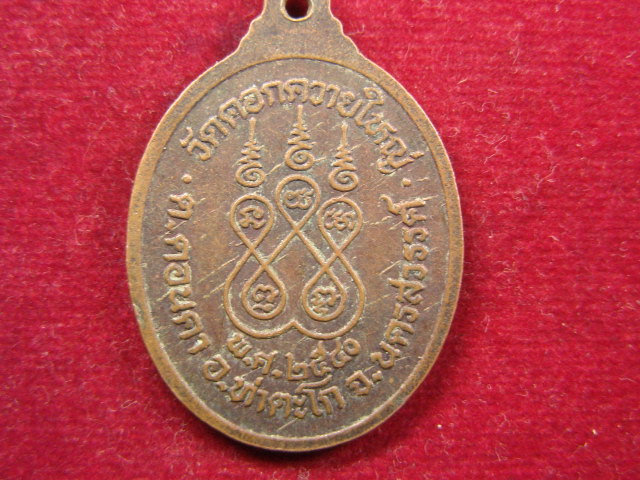 วัดคอกควายใหญ่
พ.ศ.๒๕๔๐
ต.ดอนคา อ.ท่าตะโก จ.นครสวรรค์